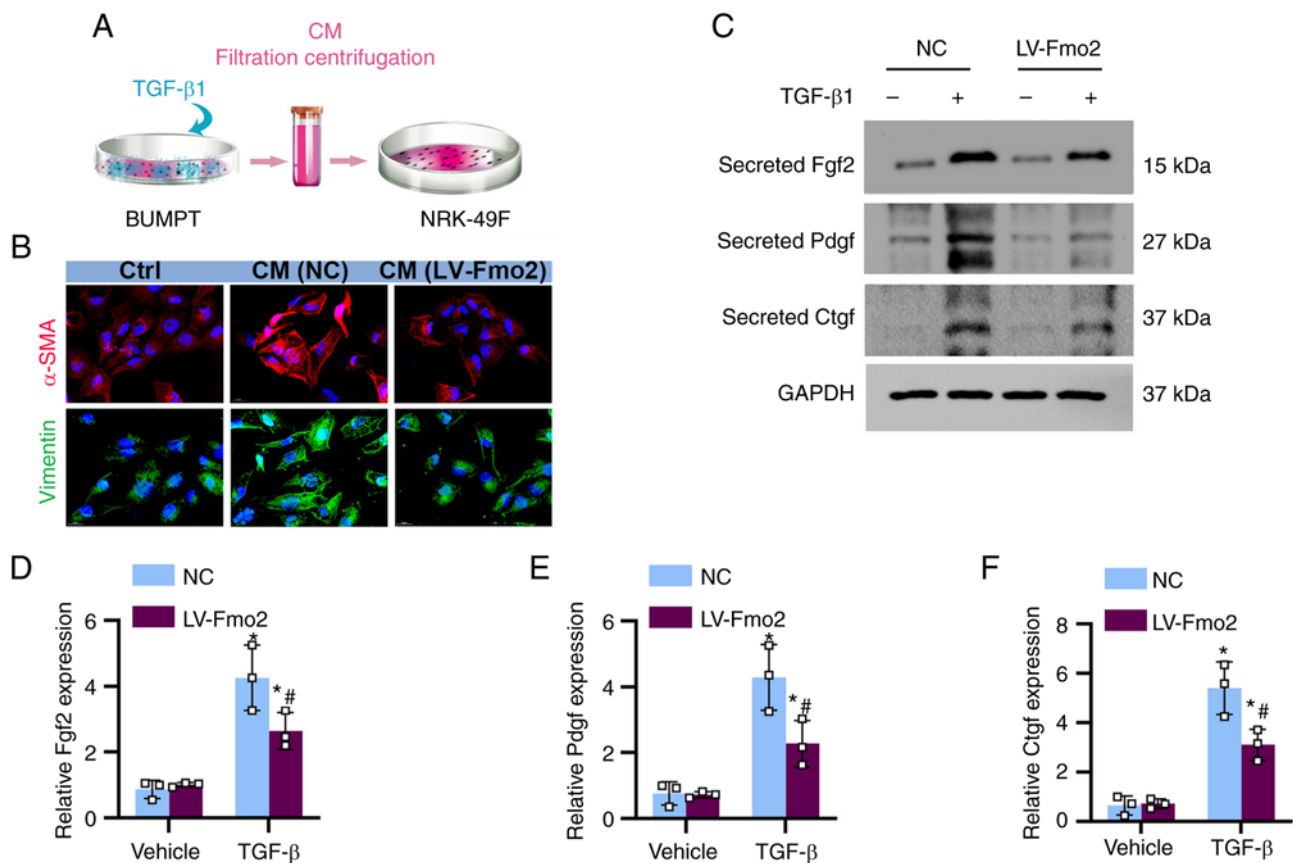 A
CM
Filtration centrifugation
TGF-β1
BUMPT
NRK-49F
B
Ctrl
CM (NC)
CM (LV-Fmo2)
α-SMA
Vimentin
C
NC
LV-Fmo2
TGF-β1
– + – +
Secreted Fgf2
15 kDa
Secreted Pdgf
27 kDa
Secreted Ctgf
37 kDa
GAPDH
37 kDa
D
NC
LV-Fmo2
Relative Fgf2 expression
6
4
2
0
*
*#
Vehicle
TGF-β
E
NC
LV-Fmo2
Relative Pdgf expression
6
4
2
0
*
*#
Vehicle
TGF-β
F
NC
LV-Fmo2
Relative Ctgf expression
8
6
4
2
0
*
*#
Vehicle
TGF-β